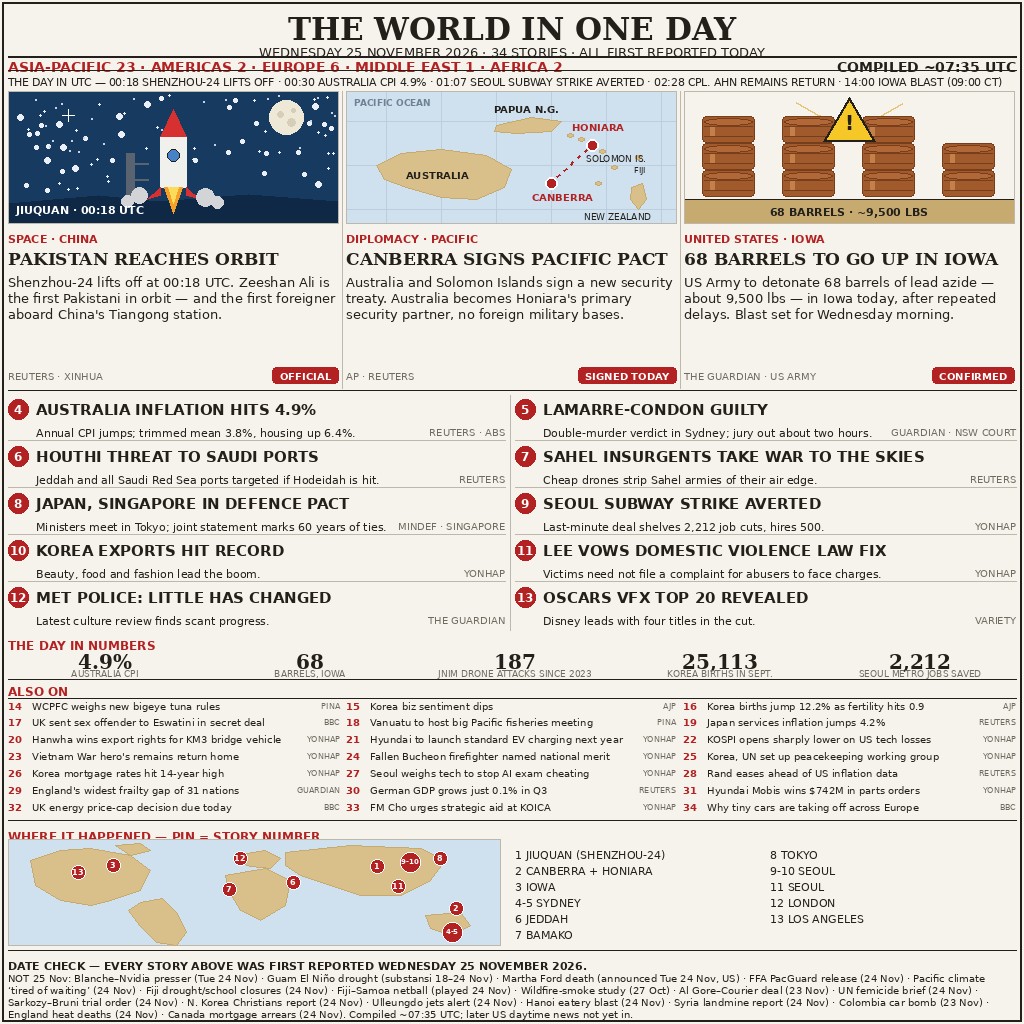 THE WORLD IN ONE DAY
WEDNESDAY 25 NOVEMBER 2026 · 34 STORIES · ALL FIRST REPORTED TODAY
ASIA-PACIFIC 23 · AMERICAS 2 · EUROPE 6 · MIDDLE EAST 1 · AFRICA 2
COMPILED ~07:35 UTC
THE DAY IN UTC — 00:18 SHENZHOU-24 LIFTS OFF · 00:30 AUSTRALIA CPI 4.9% · 01:07 SEOUL SUBWAY STRIKE AVERTED · 02:28 CPL. AHN REMAINS RETURN · 14:00 IOWA BLAST (09:00 CT)
JIUQUAN · 00:18 UTC
PACIFIC OCEAN
PAPUA N.G.
HONIARA
SOLOMON IS.
FIJI
AUSTRALIA
CANBERRA
NEW ZEALAND
!
68 BARRELS · ~9,500 LBS
SPACE · CHINA
PAKISTAN REACHES ORBIT
Shenzhou-24 lifts off at 00:18 UTC. Zeeshan Ali is
the first Pakistani in orbit — and the first foreigner
aboard China's Tiangong station.
REUTERS · XINHUA
OFFICIAL
DIPLOMACY · PACIFIC
CANBERRA SIGNS PACIFIC PACT
Australia and Solomon Islands sign a new security
treaty. Australia becomes Honiara's primary
security partner, no foreign military bases.
AP · REUTERS
SIGNED TODAY
UNITED STATES · IOWA
68 BARRELS TO GO UP IN IOWA
US Army to detonate 68 barrels of lead azide —
about 9,500 lbs — in Iowa today, after repeated
delays. Blast set for Wednesday morning.
THE GUARDIAN · US ARMY
CONFIRMED
4 AUSTRALIA INFLATION HITS 4.9%
Annual CPI jumps; trimmed mean 3.8%, housing up 6.4%. REUTERS · ABS
5 LAMARRE-CONDON GUILTY
Double-murder verdict in Sydney; jury out about two hours. GUARDIAN · NSW COURT
6 HOUTHI THREAT TO SAUDI PORTS
Jeddah and all Saudi Red Sea ports targeted if Hodeidah is hit. REUTERS
7 SAHEL INSURGENTS TAKE WAR TO THE SKIES
Cheap drones strip Sahel armies of their air edge. REUTERS
8 JAPAN, SINGAPORE IN DEFENCE PACT
Ministers meet in Tokyo; joint statement marks 60 years of ties. MINDEF · SINGAPORE
9 SEOUL SUBWAY STRIKE AVERTED
Last-minute deal shelves 2,212 job cuts, hires 500. YONHAP
10 KOREA EXPORTS HIT RECORD
Beauty, food and fashion lead the boom. YONHAP
11 LEE VOWS DOMESTIC VIOLENCE LAW FIX
Victims need not file a complaint for abusers to face charges. YONHAP
12 MET POLICE: LITTLE HAS CHANGED
Latest culture review finds scant progress. THE GUARDIAN
13 OSCARS VFX TOP 20 REVEALED
Disney leads with four titles in the cut. VARIETY
THE DAY IN NUMBERS
4.9% 68 187 25,113 2,212
AUSTRALIA CPI BARRELS, IOWA JNIM DRONE ATTACKS SINCE 2023 KOREA BIRTHS IN SEPT. SEOUL METRO JOBS SAVED
ALSO ON
14 WCPFC weighs new bigeye tuna rules PINA 15 Korea biz sentiment dips AJP 16 Korea births jump 12.2% as fertility hits 0.9 AJP
17 UK sent sex offender to Eswatini in secret deal BBC 18 Vanuatu to host big Pacific fisheries meeting PINA 19 Japan services inflation jumps 4.2% REUTERS
20 Hanwha wins export rights for KM3 bridge vehicle YONHAP 21 Hyundai to launch standard EV charging next year YONHAP 22 KOSPI opens sharply lower on US tech losses YONHAP
23 Vietnam War hero's remains return home YONHAP 24 Fallen Bucheon firefighter named national merit YONHAP 25 Korea, UN set up peacekeeping working group YONHAP
26 Korea mortgage rates hit 14-year high YONHAP 27 Seoul weighs tech to stop AI exam cheating YONHAP 28 Rand eases ahead of US inflation data REUTERS
29 England's widest frailty gap of 31 nations GUARDIAN 30 German GDP grows just 0.1% in Q3 REUTERS 31 Hyundai Mobis wins $742M in parts orders YONHAP
32 UK energy price-cap decision due today BBC 33 FM Cho urges strategic aid at KOICA YONHAP 34 Why tiny cars are taking off across Europe BBC
WHERE IT HAPPENED — PIN = STORY NUMBER
13 3 12 7 6 1 9-10 8 11 2 4-5
1 JIUQUAN (SHENZHOU-24)
2 CANBERRA + HONIARA
3 IOWA
4-5 SYDNEY
6 JEDDAH
7 BAMAKO
8 TOKYO
9-10 SEOUL
11 SEOUL
12 LONDON
13 LOS ANGELES
DATE CHECK — EVERY STORY ABOVE WAS FIRST REPORTED WEDNESDAY 25 NOVEMBER 2026.
NOT 25 Nov: Blanche–Nvidia presser (Tue 24 Nov) · Guam El Niño drought (substansi 18-24 Nov) · Martha Ford death (announced Tue 24 Nov, US) · FFA PacGuard release (24 Nov) · Pacific climate
'tired of waiting' (24 Nov) · Fiji drought/school closures (24 Nov) · Fiji–Samoa netball (played 24 Nov) · Wildfire-smoke study (27 Oct) · Al Gore–Courier deal (23 Nov) · UN femicide brief (24 Nov) ·
Sarkozy–Bruni trial order (24 Nov) · N. Korea Christians report (24 Nov) · Ulleungdo jets alert (24 Nov) · Hanoi eatery blast (24 Nov) · Syria landmine report (24 Nov) · Colombia car bomb (23 Nov) ·
England heat deaths (24 Nov) · Canada mortgage arrears (24 Nov). Compiled ~07:35 UTC; later US daytime news not yet in.